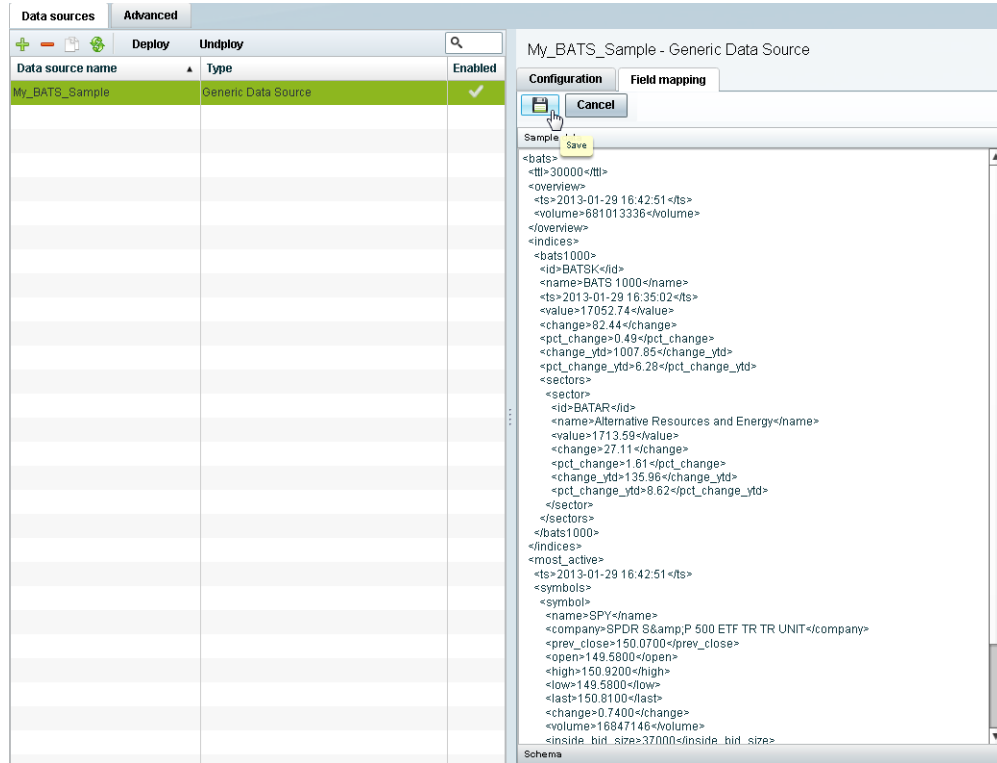 Data sources
Advanced
Deploy
Undploy
Data source name
Type
Enabled
My_BATS_Sample
Generic Data Source
My_BATS_Sample - Generic Data Source
Configuration
Field mapping
Cancel
Sample
Save
<bats>
<ttl>30000</ttl>
<overview>
<ts>2013-01-29 16:42:51</ts>
<volume>681013336</volume>
</overview>
<indices>
<bats1000>
<id>BATSK</id>
<name>BATS 1000</name>
<ts>2013-01-29 16:35:02</ts>
<value>17052.74</value>
<change>82.44</change>
<pct_change>0.49</pct_change>
<change_ytd>1007.85</change_ytd>
<pct_change_ytd>6.28</pct_change_ytd>
<sectors>
<sector>
<id>BATAR</id>
<name>Alternative Resources and Energy</name>
<value>1713.59</value>
<change>27.11</change>
<pct_change>1.61</pct_change>
<change_ytd>135.96</change_ytd>
<pct_change_ytd>8.62</pct_change_ytd>
</sector>
</sectors>
</bats1000>
</indices>
<most_active>
<ts>2013-01-29 16:42:51</ts>
<symbols>
<symbol>
<name>SPY</name>
<company>SPDR S&amp;P 500 ETF TR TR UNIT</company>
<prev_close>150.0700</prev_close>
<open>149.5800</open>
<high>150.9200</high>
<low>149.5800</low>
<last>150.8100</last>
<change>0.7400</change>
<volume>16847146</volume>
<inside_bid_size>37000</inside_bid_size>
Schema